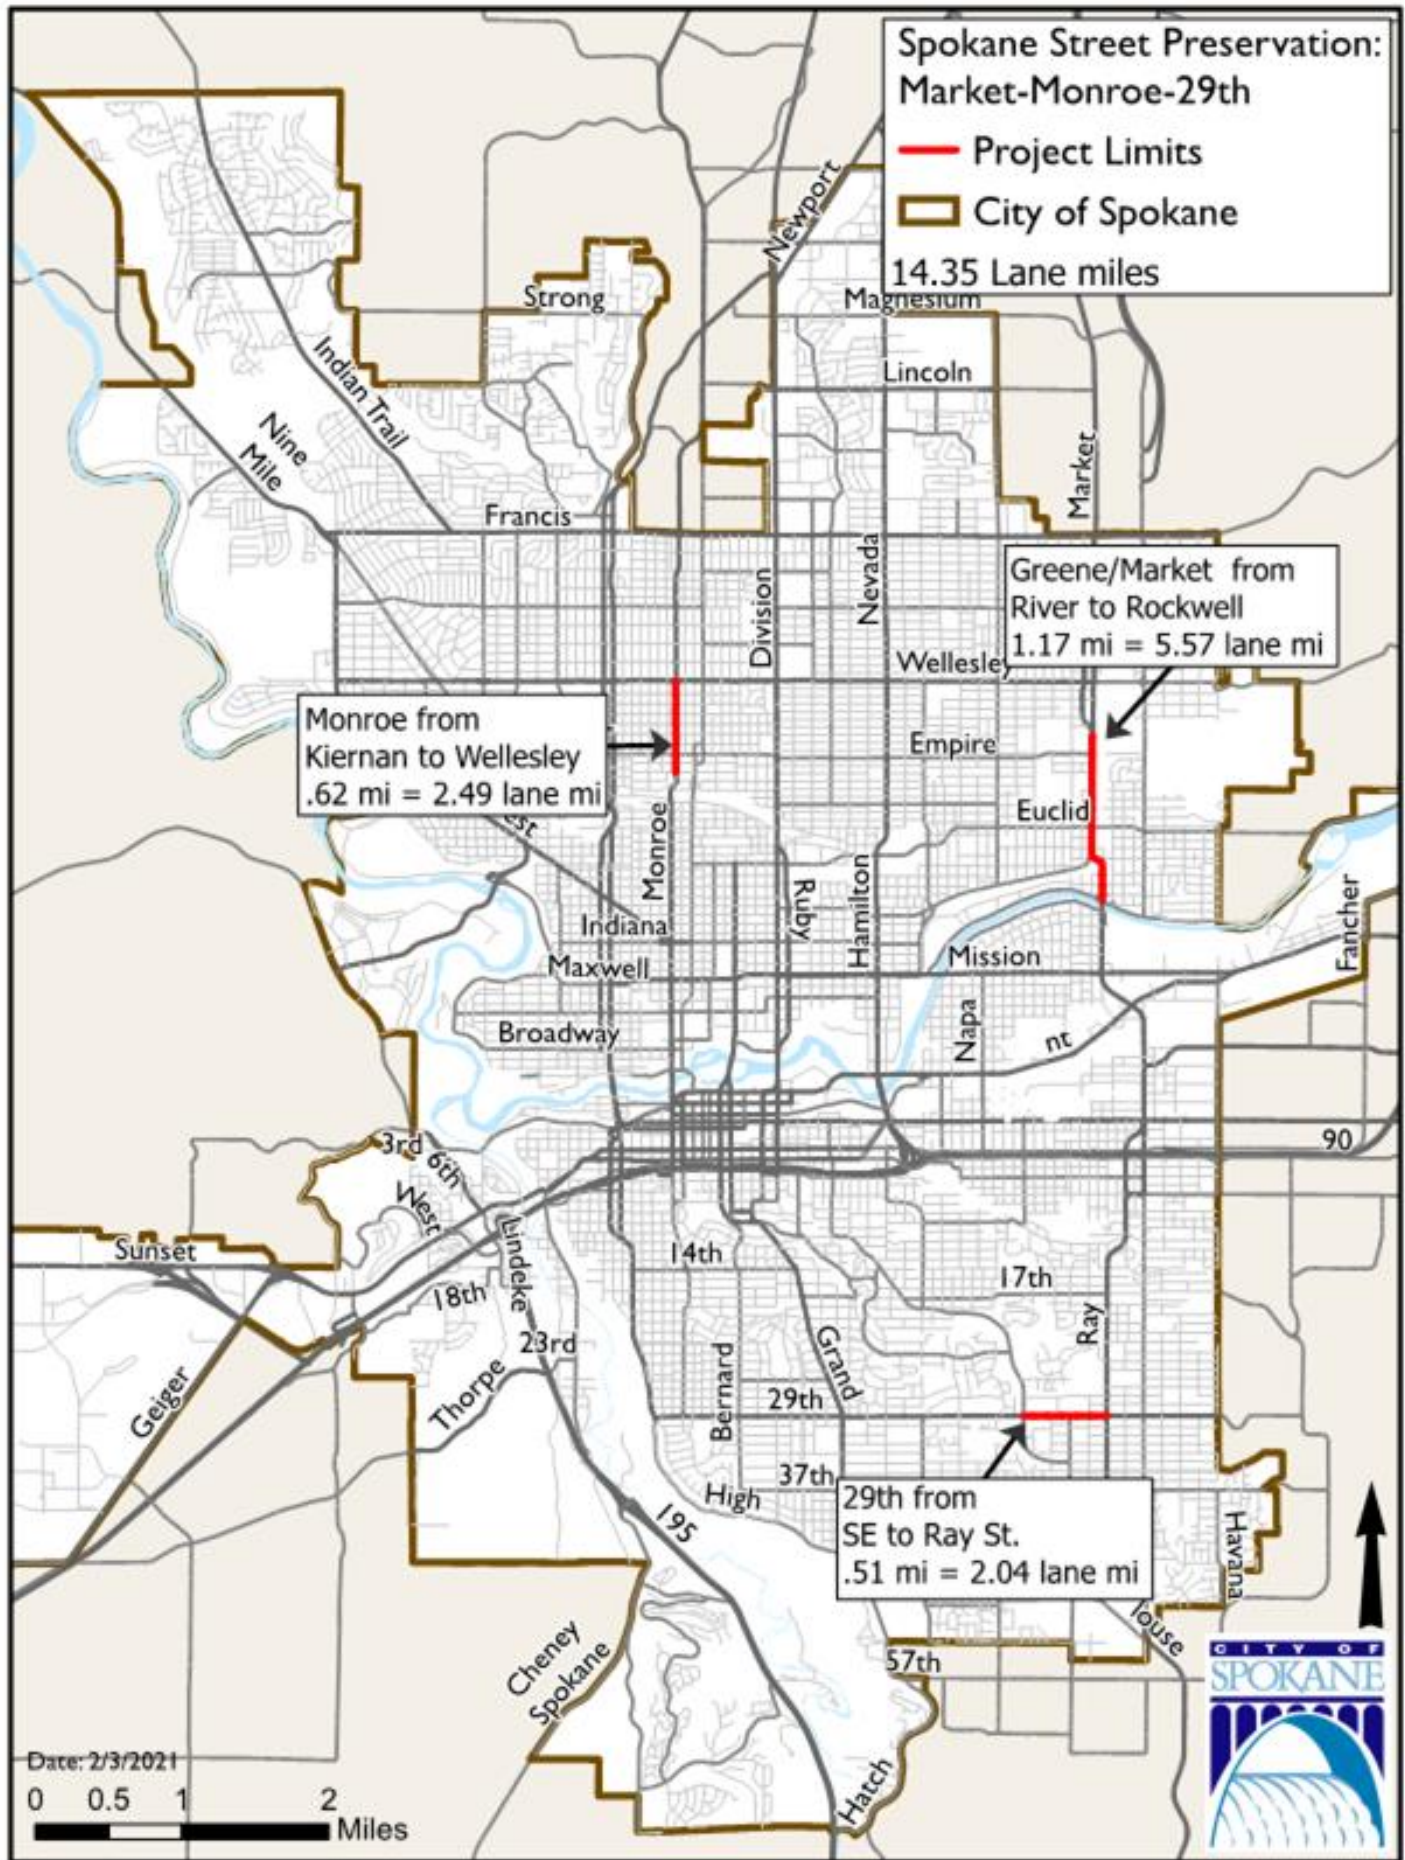 Spokane Street Preservation:
Market-Monroe-29th
Project Limits
City of Spokane
14.35 Lane miles
Newport
Strong
Magnesium
Indian Trail
Lincoln
Nine
Mile
Market
Francis
Nevada
Division
Greene/Market from
River to Rockwell
1.17 mi = 5.57 lane mi
Wellesley
Monroe from
Kiernan to Wellesley
.62 mi = 2.49 lane mi
Empire
Euclid
est
Monroe
Ruby
Hamilton
Fancher
Indiana
Maxwell
Mission
Broadway
Napa
nt
90
3rd
6th
West
Sunset
Lindeke
14th
17th
18th
Ray
23rd
Grand
Geiger
Thorpe
Bernard
29th
37th
High
195
29th from
SE to Ray St.
.51 mi = 2.04 lane mi
Havana
louse
57th
Cheney
Spokane
Hatch
CITY OF
SPOKANE
Date: 2/3/2021
0 0.5 1 2
Miles